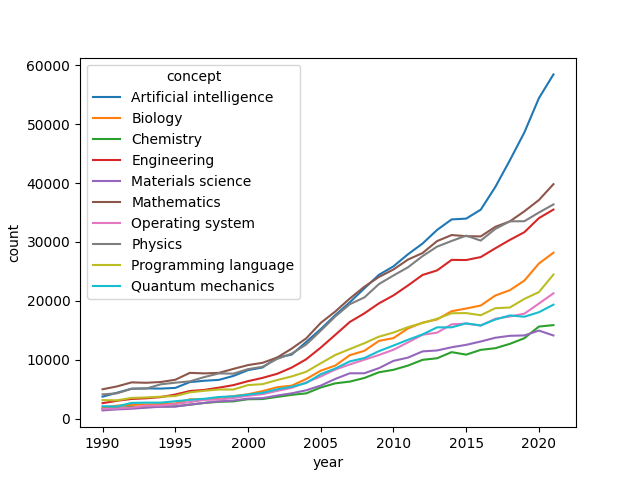 60000
50000
40000
30000
20000
10000
0
count
concept
Artificial intelligence
Biology
Chemistry
Engineering
Materials science
Mathematics
Operating system
Physics
Programming language
Quantum mechanics
1990 1995 2000 2005 2010 2015 2020
year